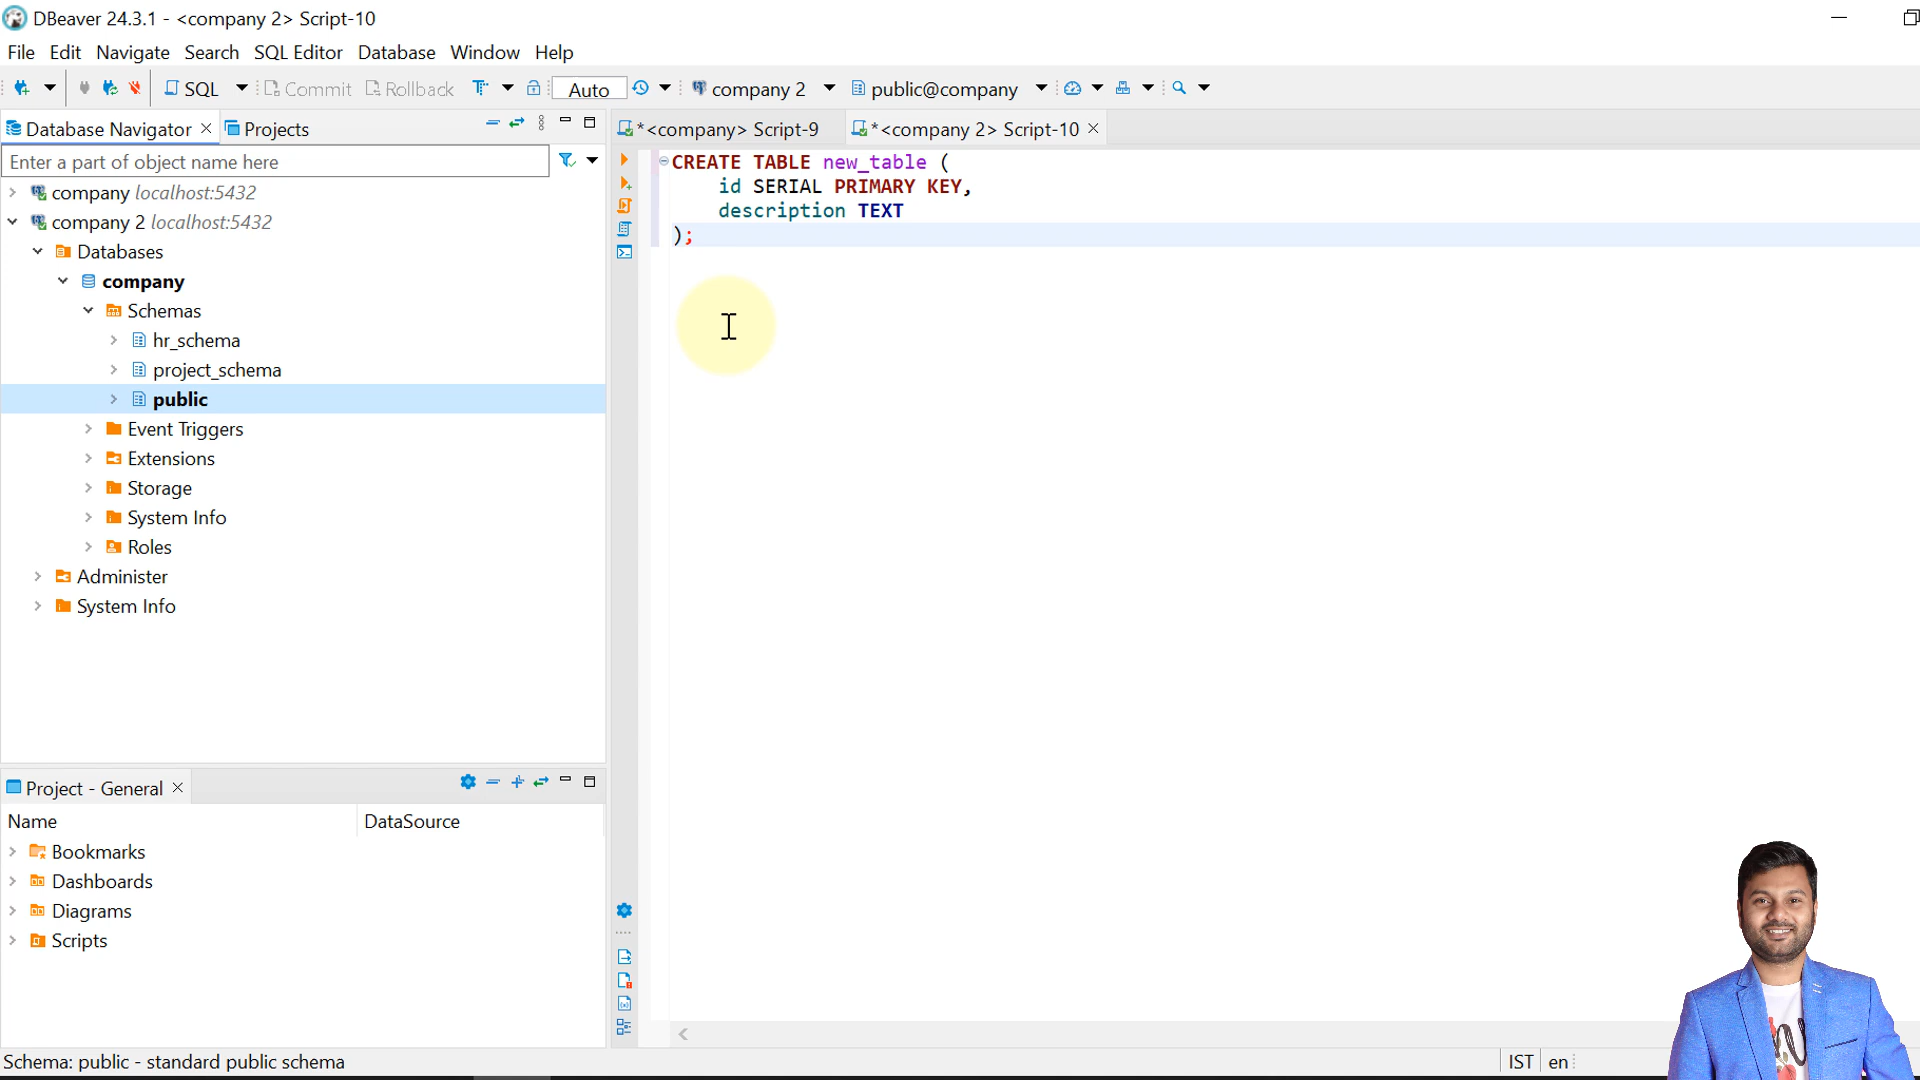 DBeaver 24.3.1 - <company 2> Script-10
File Edit Navigate Search SQL Editor Database Window Help
SQL Commit Rollback Auto company 2 public@company
Database Navigator Projects
*<company> Script-9 *<company 2> Script-10
Enter a part of object name here
company localhost:5432
company 2 localhost:5432
Databases
company
Schemas
hr_schema
project_schema
public
Event Triggers
Extensions
Storage
System Info
Roles
Administer
System Info
CREATE TABLE new_table (
id SERIAL PRIMARY KEY,
description TEXT
);
Project - General
Name DataSource
Bookmarks
Dashboards
Diagrams
Scripts
Schema: public - standard public schema
IST en